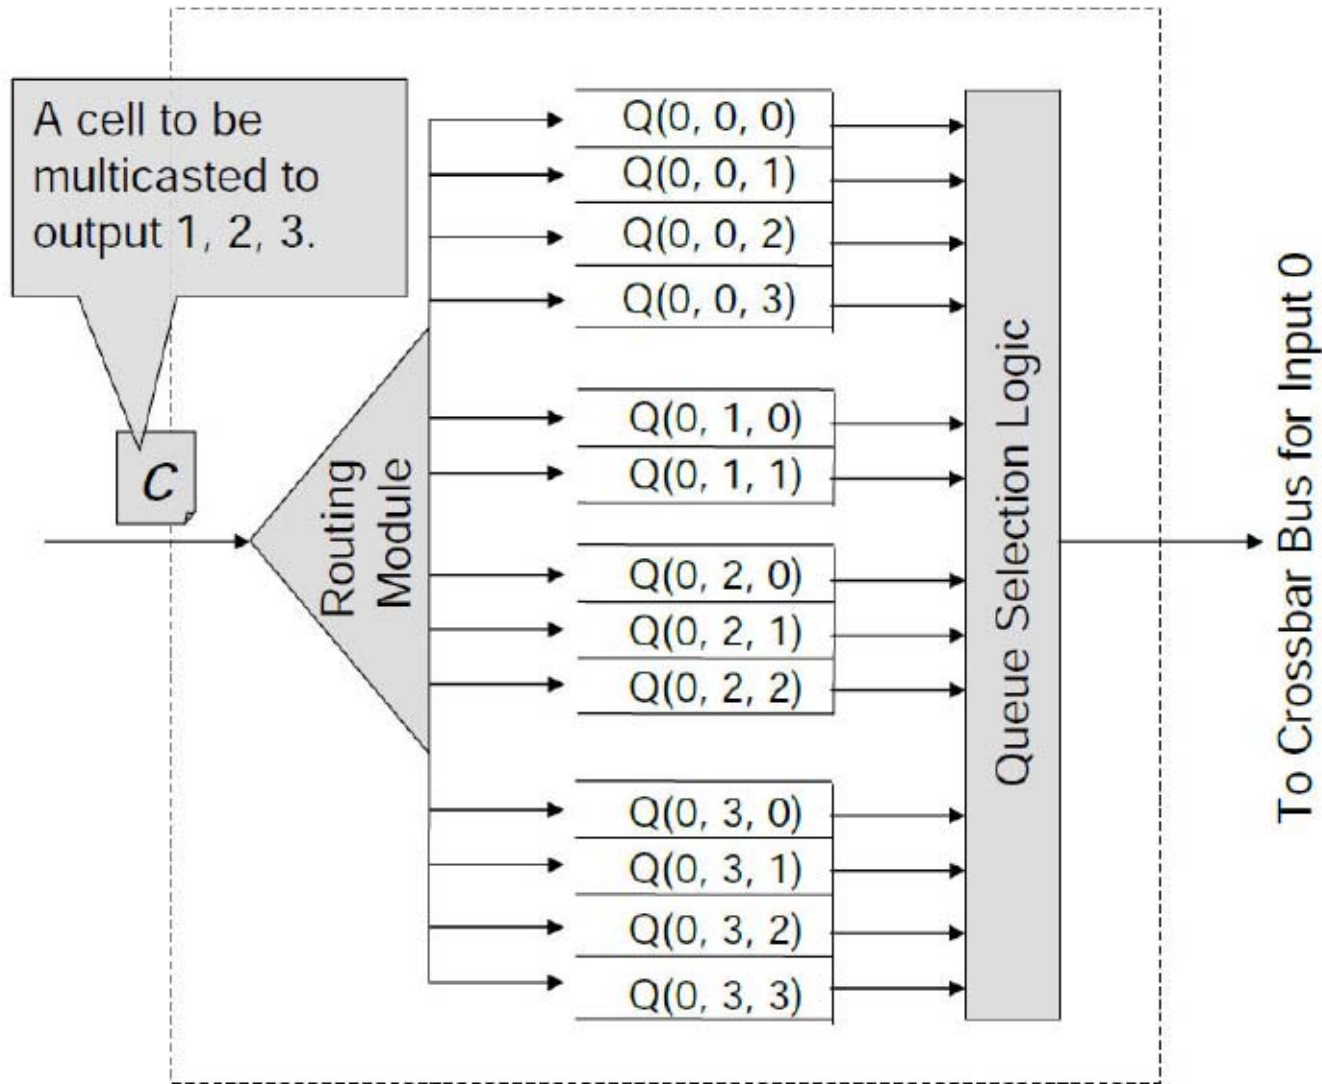 A cell to be
multicasted to
output 1, 2, 3.
C
Routing
Module
Q(0, 0, 0)
Q(0, 0, 1)
Q(0, 0, 2)
Q(0, 0, 3)
Q(0, 1, 0)
Q(0, 1, 1)
Q(0, 2, 0)
Q(0, 2, 1)
Q(0, 2, 2)
Q(0, 3, 0)
Q(0, 3, 1)
Q(0, 3, 2)
Q(0, 3, 3)
Queue Selection Logic
To Crossbar Bus for Input 0